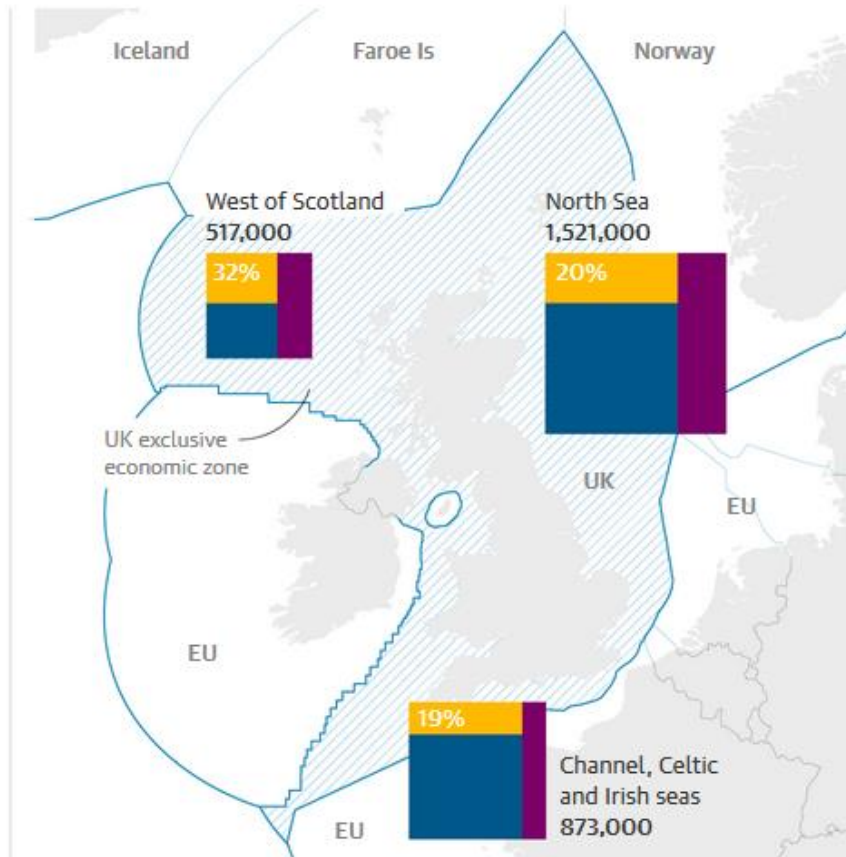 Iceland
Faroe Is
Norway
West of Scotland
517,000
32%
North Sea
1,521,000
20%
UK exclusive
economic zone
UK
EU
EU
19%
Channel, Celtic
and Irish seas
873,000
EU